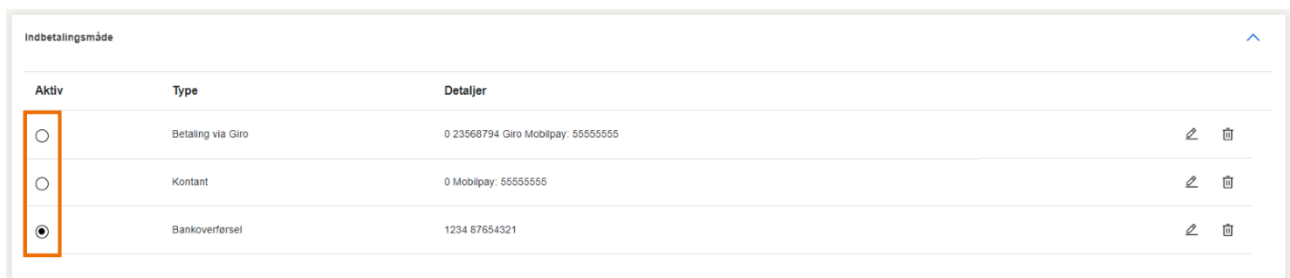 Indbetalingsmåde
Aktiv Type Detaljer
Betaling via Giro 0 23568794 Giro Mobilpay: 55555555
Kontant 0 Mobilpay: 55555555
Bankoverførsel 1234 87654321